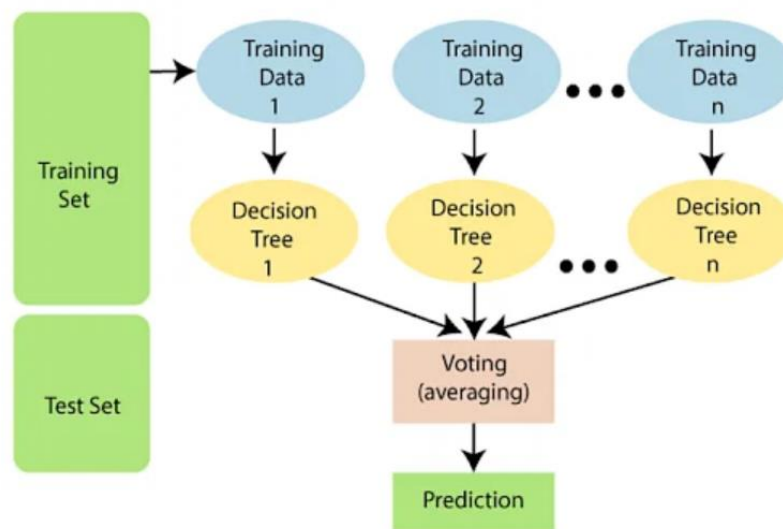 Training
Set
Test Set
Training
Data
1
Training
Data
2
Training
Data
n
Decision
Tree
1
Decision
Tree
2
Decision
Tree
n
Voting
(averaging)
Prediction